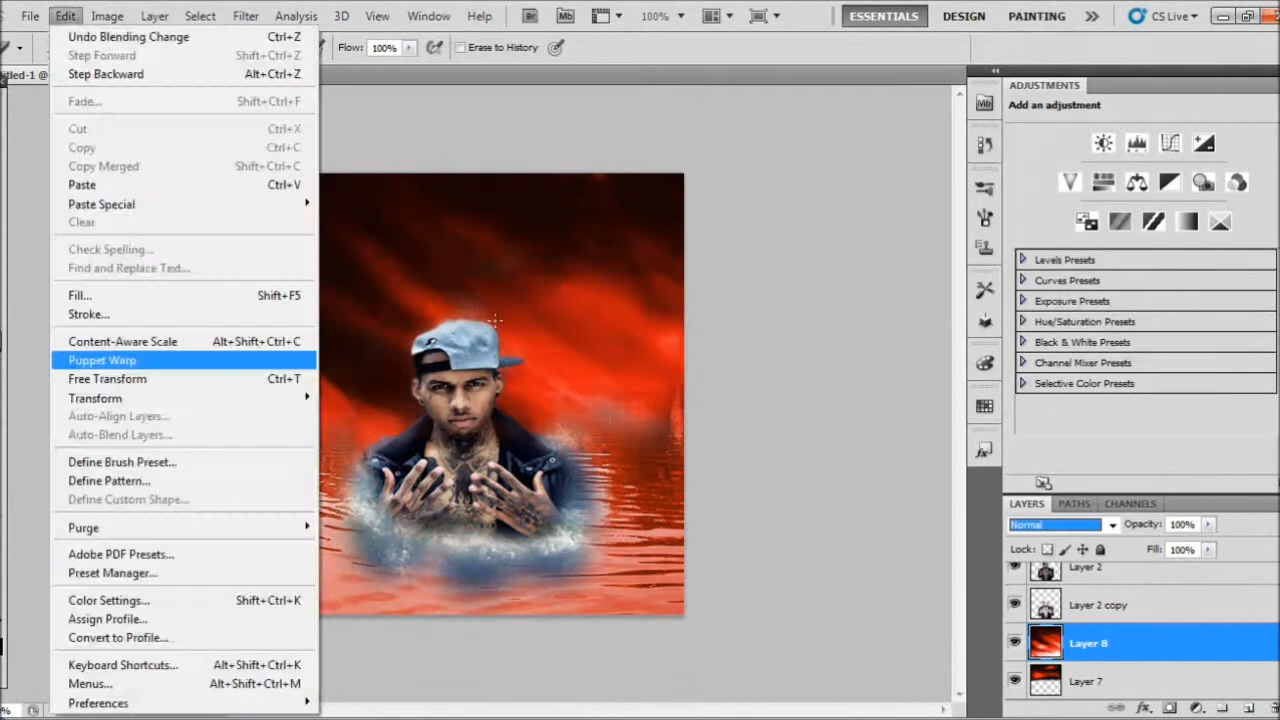 File Edit Image Layer Select Filter Analysis 3D View Window Help Br Mb 100% ESSENTIALS DESIGN PAINTING CS Live
Flow: 100% Erase to History
titled-1 @
Undo Blending Change Ctrl+Z
Step Forward Shift+Ctrl+Z
Step Backward Alt+Ctrl+Z
Fade... Shift+Ctrl+F
Cut Ctrl+X
Copy Ctrl+C
Copy Merged Shift+Ctrl+C
Paste Ctrl+V
Paste Special
Clear
Check Spelling...
Find and Replace Text...
Fill... Shift+F5
Stroke...
Content-Aware Scale Alt+Shift+Ctrl+C
Puppet Warp
Free Transform Ctrl+T
Transform
Auto-Align Layers...
Auto-Blend Layers...
Define Brush Preset...
Define Pattern...
Define Custom Shape...
Purge
Adobe PDF Presets...
Preset Manager...
Color Settings... Shift+Ctrl+K
Assign Profile...
Convert to Profile...
Keyboard Shortcuts... Alt+Shift+Ctrl+K
Menus... Alt+Shift+Ctrl+M
Preferences
%
Mb
ADJUSTMENTS
Add an adjustment
Levels Presets
Curves Presets
Exposure Presets
Hue/Saturation Presets
Black & White Presets
Channel Mixer Presets
Selective Color Presets
LAYERS PATHS CHANNELS
Normal Opacity: 100%
Lock: Fill: 100%
Layer 2
Layer 2 copy
Layer 8
Layer 7